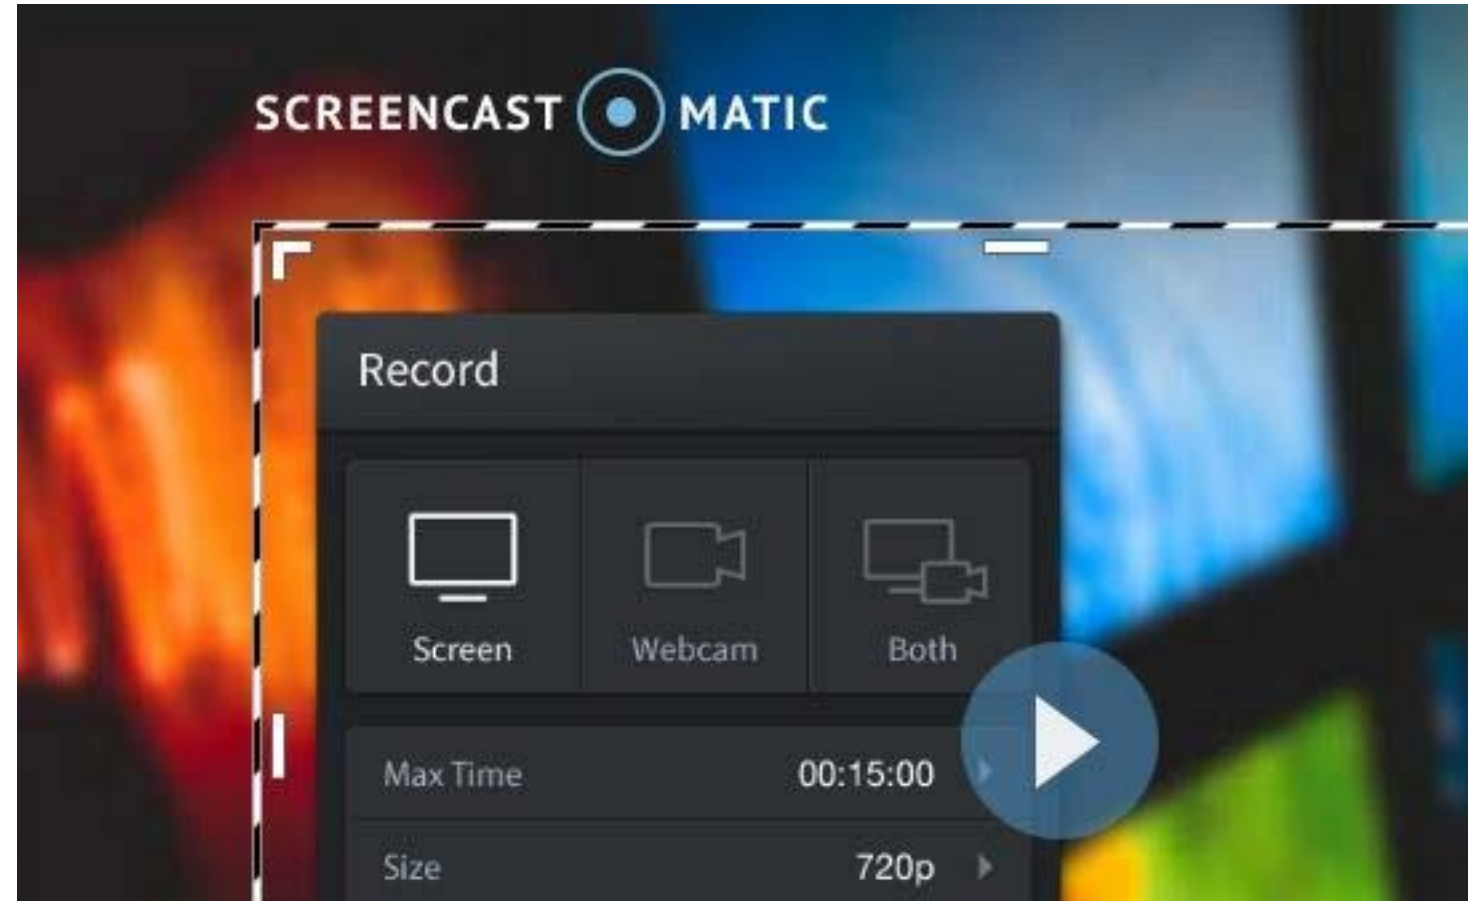 SCREENCAST MATIC
Record
Screen Webcam Both
Max Time 00:15:00
Size 720p